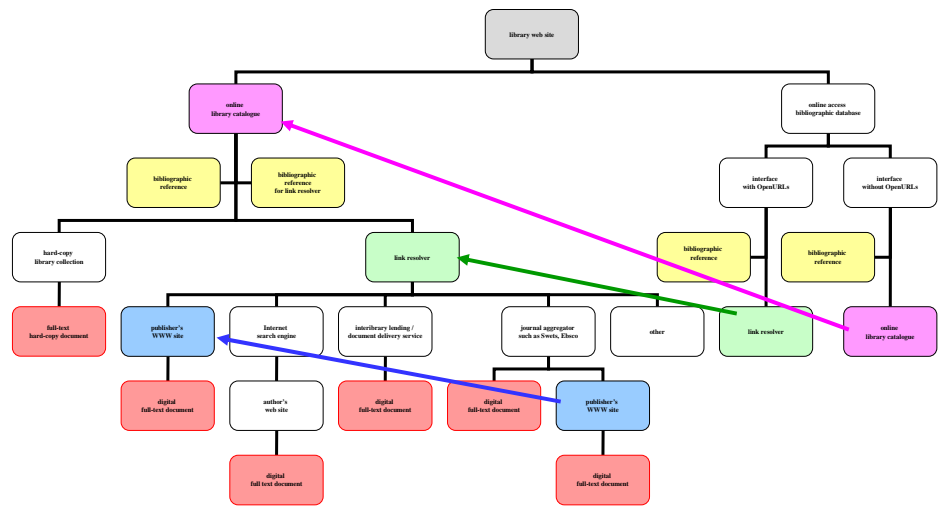 library web site
online
library catalogue
online access
bibliographic database
bibliographic
reference
bibliographic
reference
for link resolver
interface
with OpenURLs
interface
without OpenURLs
hard-copy
library collection
link resolver
bibliographic
reference
bibliographic
reference
full-text
hard-copy document
publisher's
WWW site
Internet
search engine
interibrary lending /
document delivery service
journal aggregator
such as Swets, Ebsco
other
link resolver
online
library catalogue
digital
full-text document
author's
web site
digital
full-text document
digital
full-text document
publisher's
WWW site
digital
full text document
digital
full-text document